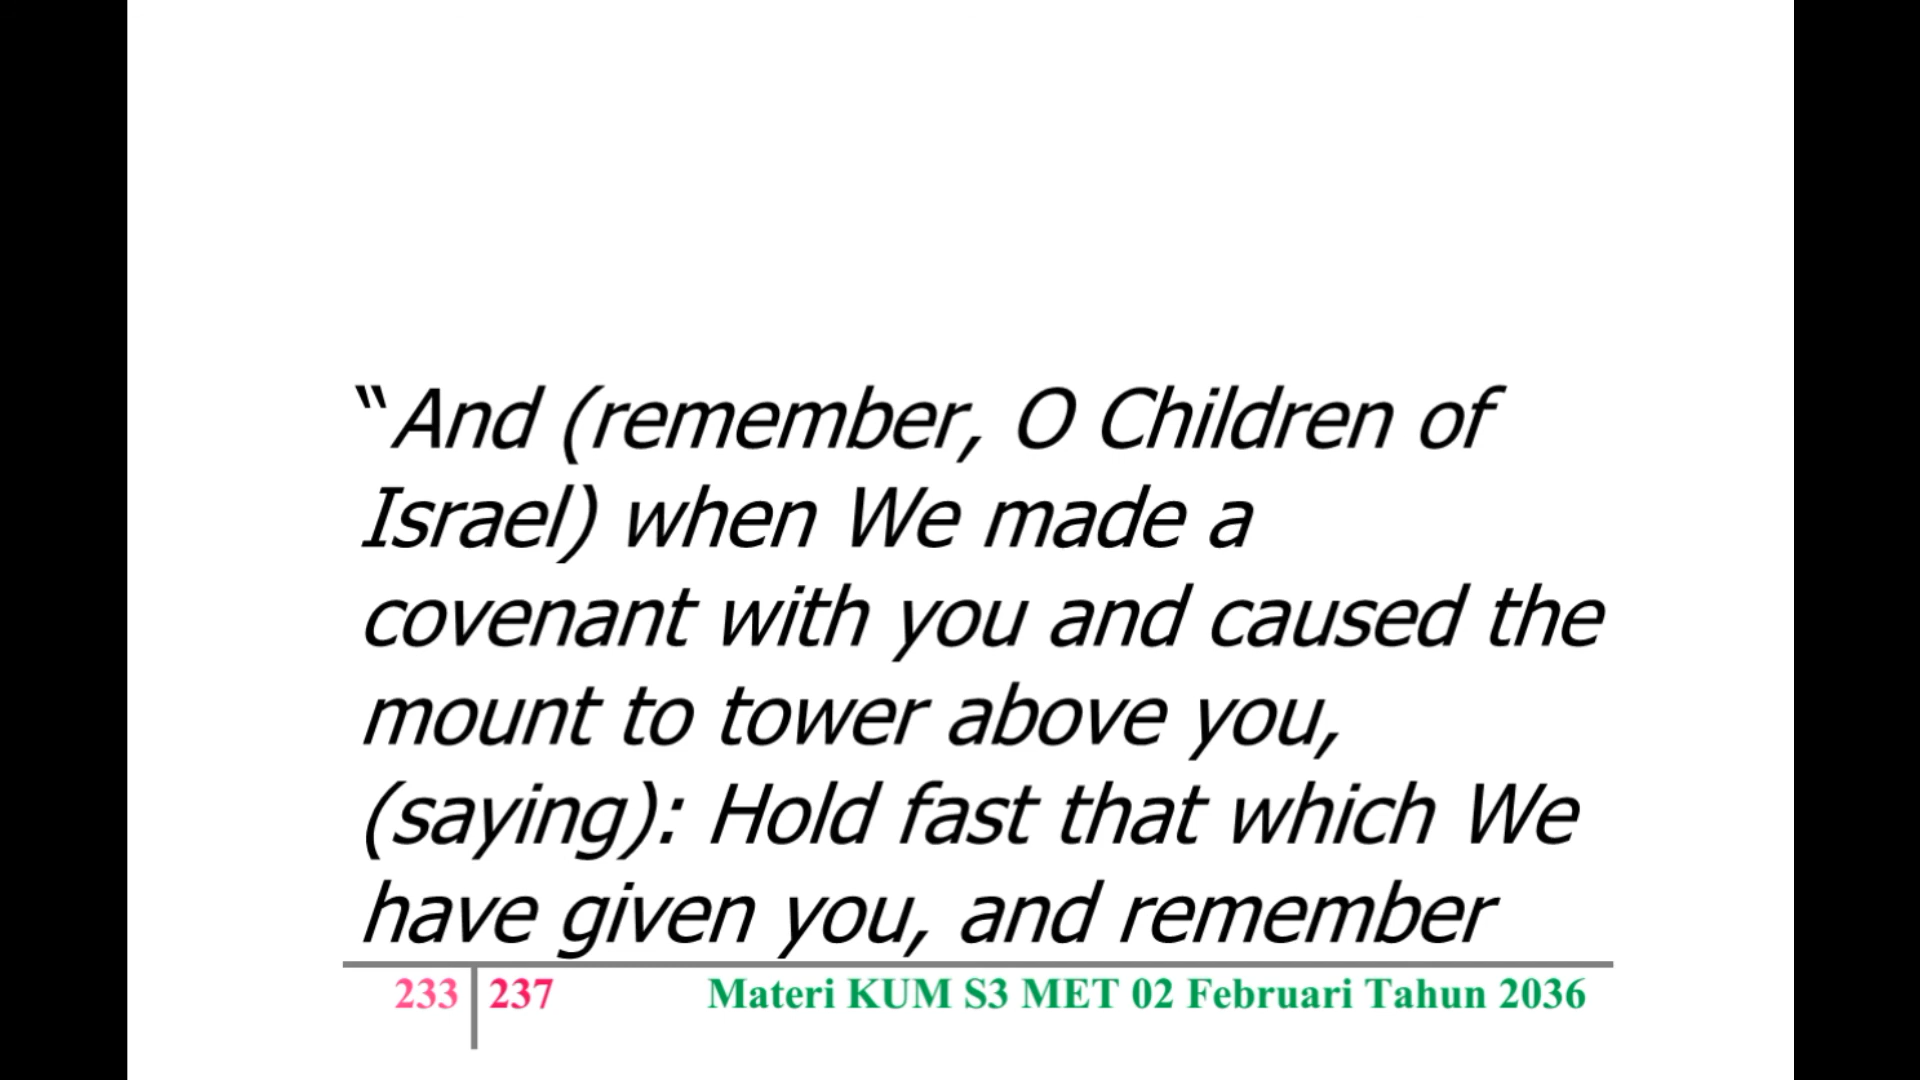 “And (remember, O Children of
Israel) when We made a
covenant with you and caused the
mount to tower above you,
(saying): Hold fast that which We
have given you, and remember
233 237 Materi KUM S3 MET 02 Februari Tahun 2036